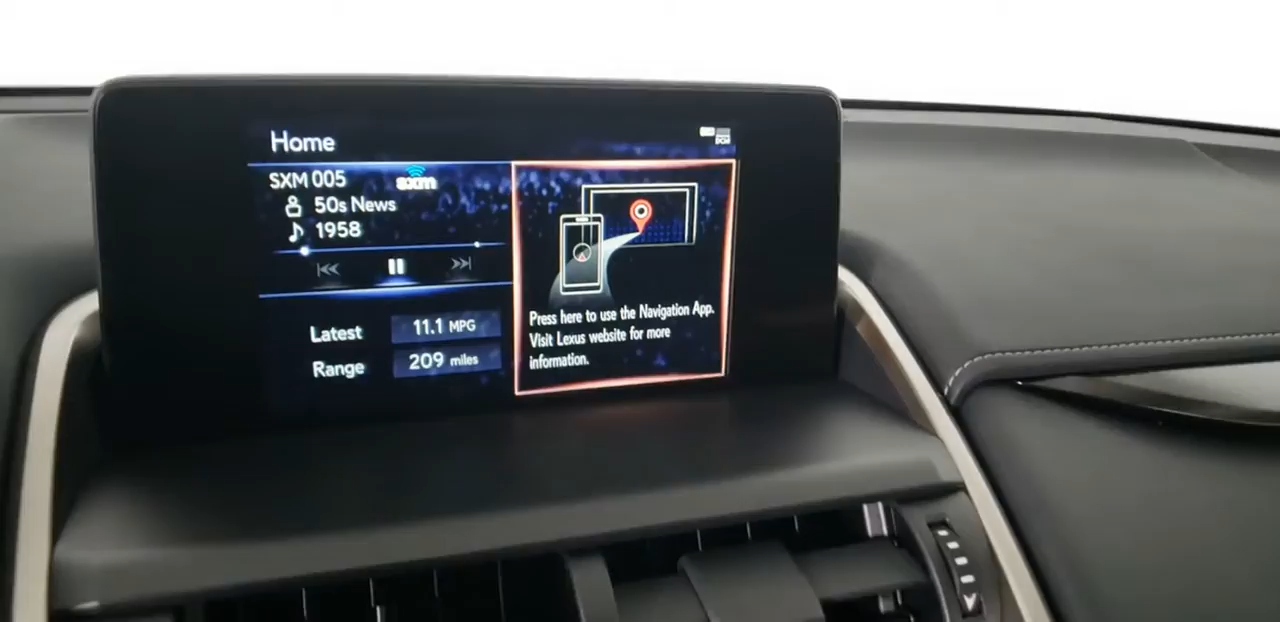 Home
DCM
SXM 005
sxm
50s News
1958
Latest 11.1 MPG
Range 209 miles
Press here to use the Navigation App.
Visit Lexus website for more
information.